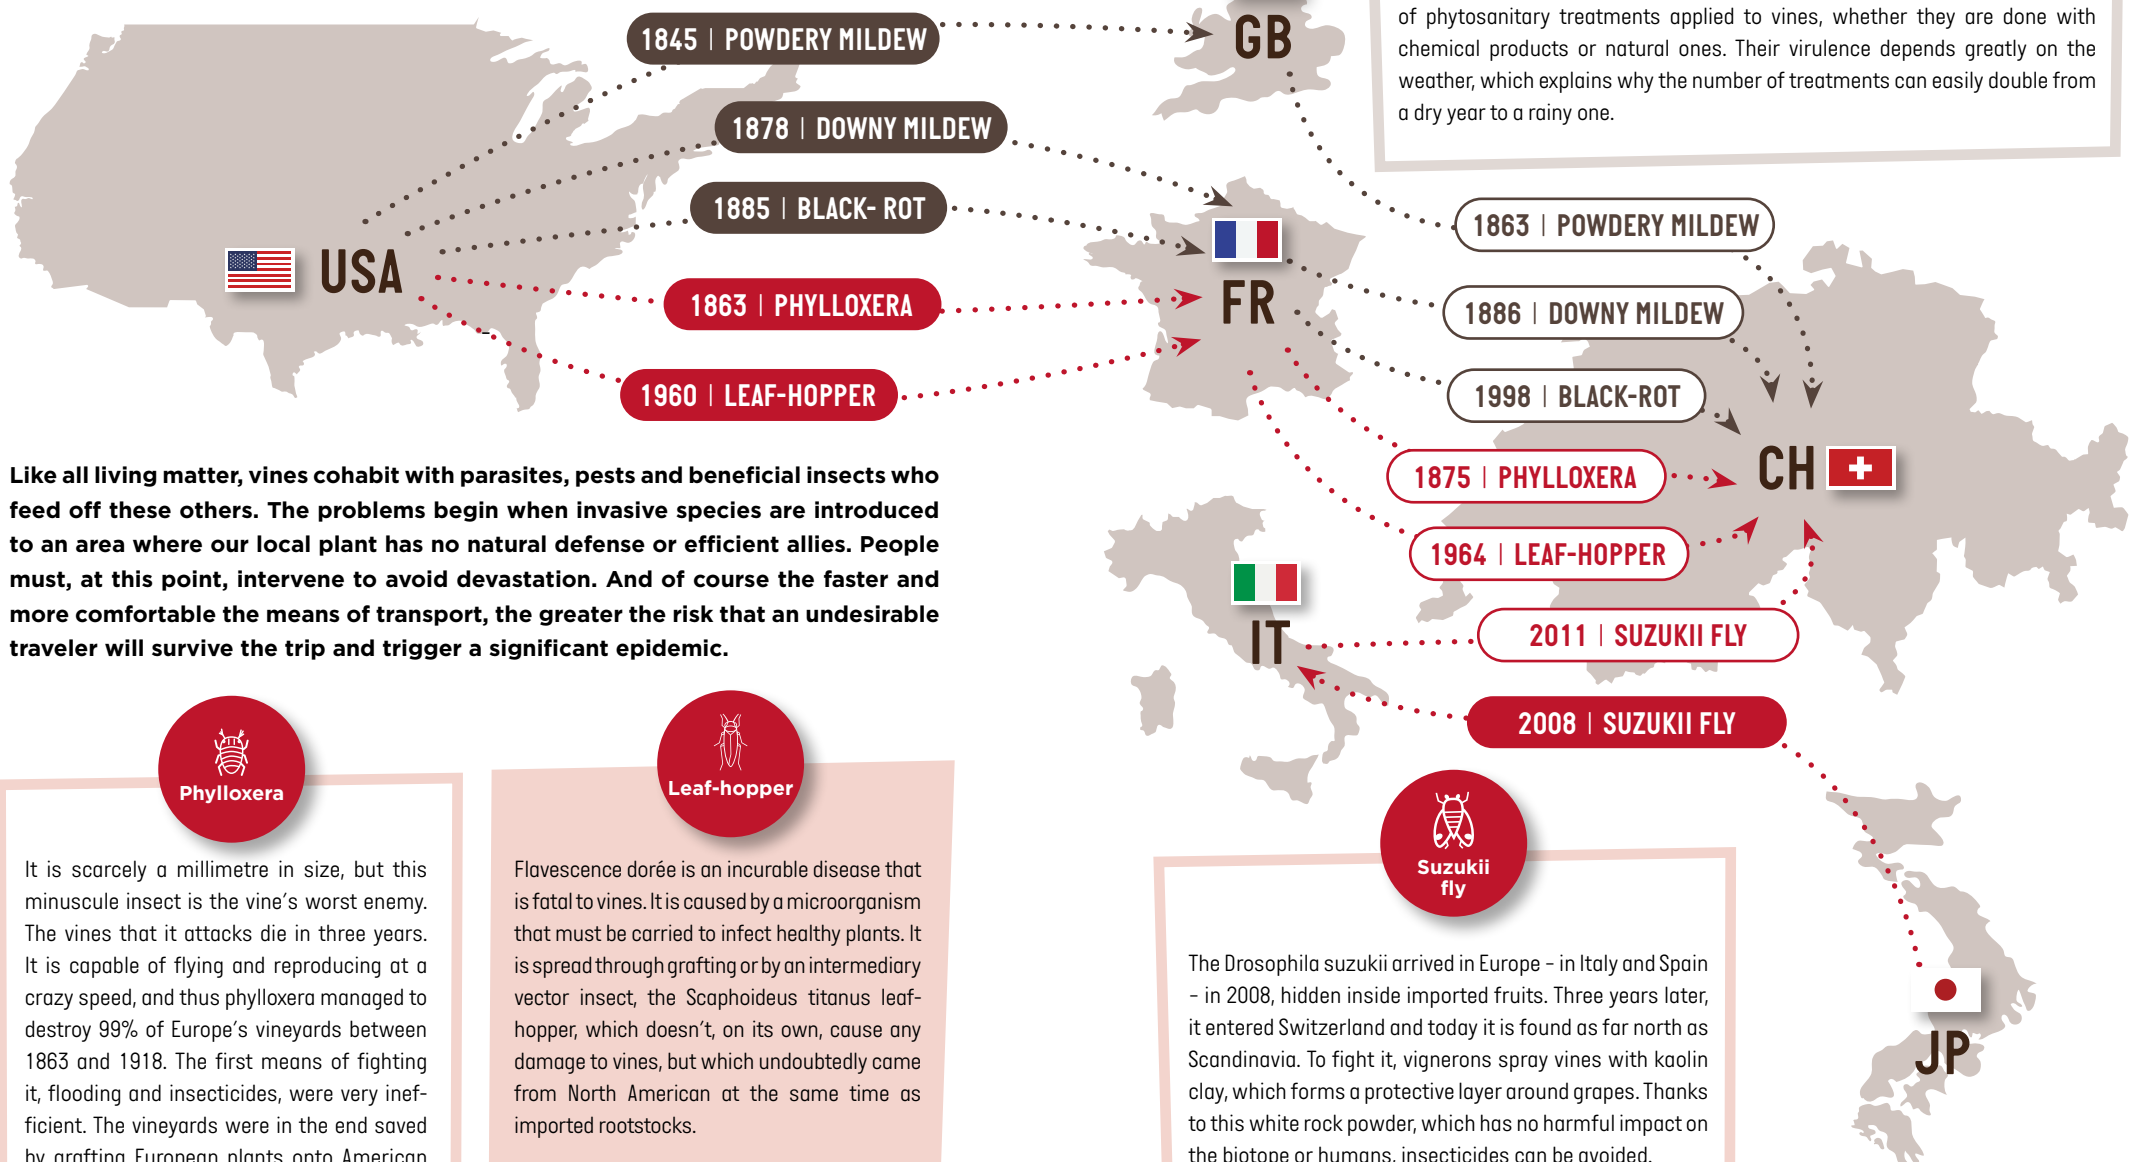 of phytosanitary treatments applied to vines, whether they are done with
chemical products or natural ones. Their virulence depends greatly on the
weather, which explains why the number of treatments can easily double from
a dry year to a rainy one.
1845 | POWDERY MILDEW
GB
1878 | DOWNY MILDEW
1885 | BLACK- ROT
USA
1863 | PHYLLOXERA
1960 | LEAF-HOPPER
FR
1863 | POWDERY MILDEW
1886 | DOWNY MILDEW
1998 | BLACK-ROT
1875 | PHYLLOXERA
CH
1964 | LEAF-HOPPER
2011 | SUZUKII FLY
IT
2008 | SUZUKII FLY
JP
Like all living matter, vines cohabit with parasites, pests and beneficial insects who
feed off these others. The problems begin when invasive species are introduced
to an area where our local plant has no natural defense or efficient allies. People
must, at this point, intervene to avoid devastation. And of course the faster and
more comfortable the means of transport, the greater the risk that an undesirable
traveler will survive the trip and trigger a significant epidemic.
Phylloxera
It is scarcely a millimetre in size, but this
minuscule insect is the vine's worst enemy.
The vines that it attacks die in three years.
It is capable of flying and reproducing at a
crazy speed, and thus phylloxera managed to
destroy 99% of Europe's vineyards between
1863 and 1918. The first means of fighting
it, flooding and insecticides, were very inef-
ficient. The vineyards were in the end saved
by grafting European plants onto American
Leaf-hopper
Flavescence dorée is an incurable disease that
is fatal to vines. It is caused by a microorganism
that must be carried to infect healthy plants. It
is spread through grafting or by an intermediary
vector insect, the Scaphoideus titanus leaf-
hopper, which doesn't, on its own, cause any
damage to vines, but which undoubtedly came
from North American at the same time as
imported rootstocks.
Suzukii
fly
The Drosophila suzukii arrived in Europe – in Italy and Spain
– in 2008, hidden inside imported fruits. Three years later,
it entered Switzerland and today it is found as far north as
Scandinavia. To fight it, vignerons spray vines with kaolin
clay, which forms a protective layer around grapes. Thanks
to this white rock powder, which has no harmful impact on
the biotope or humans, insecticides can be avoided.